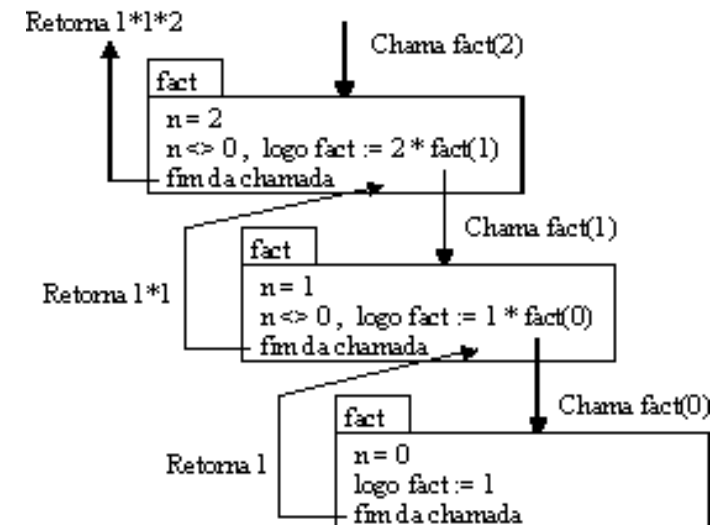 Retorna 1*1*2
Chama fact(2)
fact
n = 2
n <> 0 , logo fact := 2 * fact(1)
fim da chamada
Chama fact(1)
fact
Retorna 1*1
n = 1
n <> 0 , logo fact := 1 * fact(0)
fim da chamada
Chama fact(0)
fact
Retorna 1
n = 0
logo fact := 1
fim da chamada